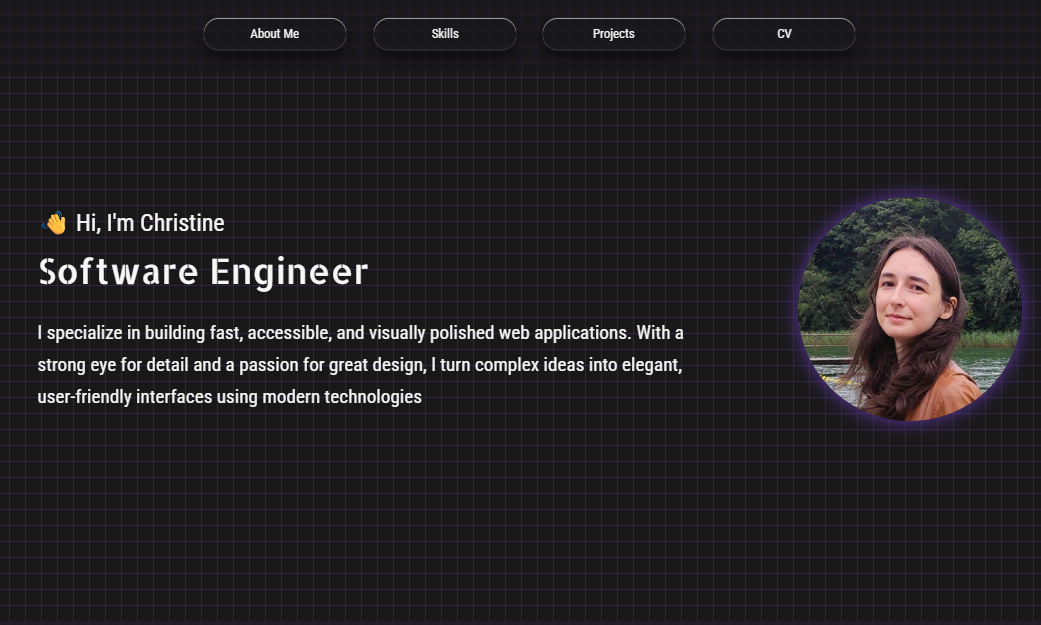 About Me Skills Projects CV
👋 Hi, I'm Christine
Software Engineer
I specialize in building fast, accessible, and visually polished web applications. With a
strong eye for detail and a passion for great design, I turn complex ideas into elegant,
user-friendly interfaces using modern technologies